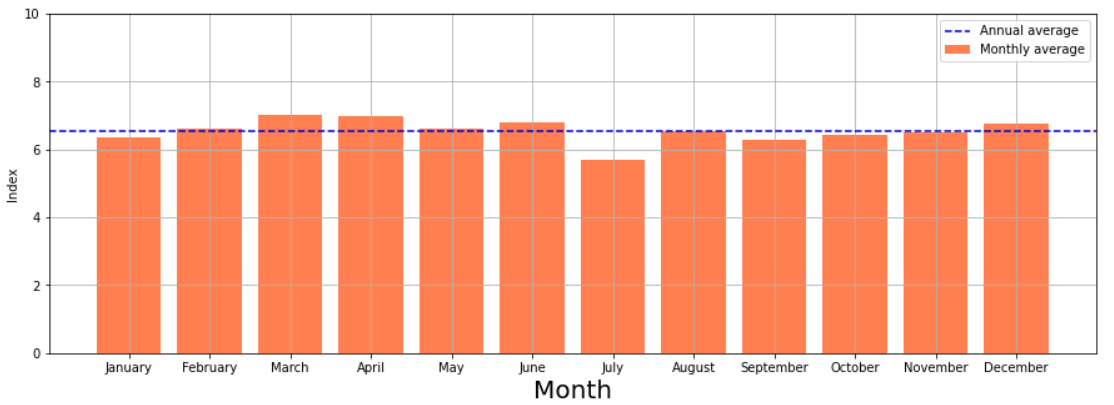 10
8
6
4
2
0
Index
Annual average
Monthly average
January February March April May June July August September October November December
Month